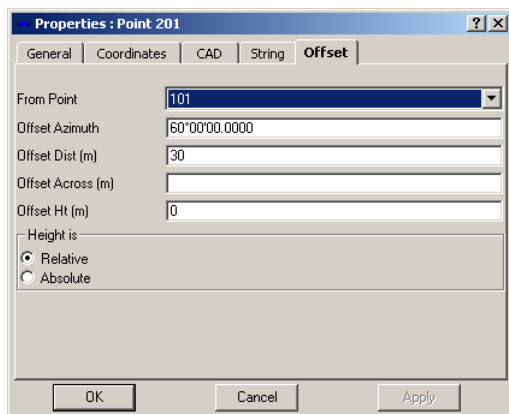 Properties : Point 201
General Coordinates CAD String Offset
From Point 101
Offset Azimuth 60°00'00.0000
Offset Dist (m) 30
Offset Across (m)
Offset Ht (m) 0
Height is
Relative
Absolute
OK Cancel Apply